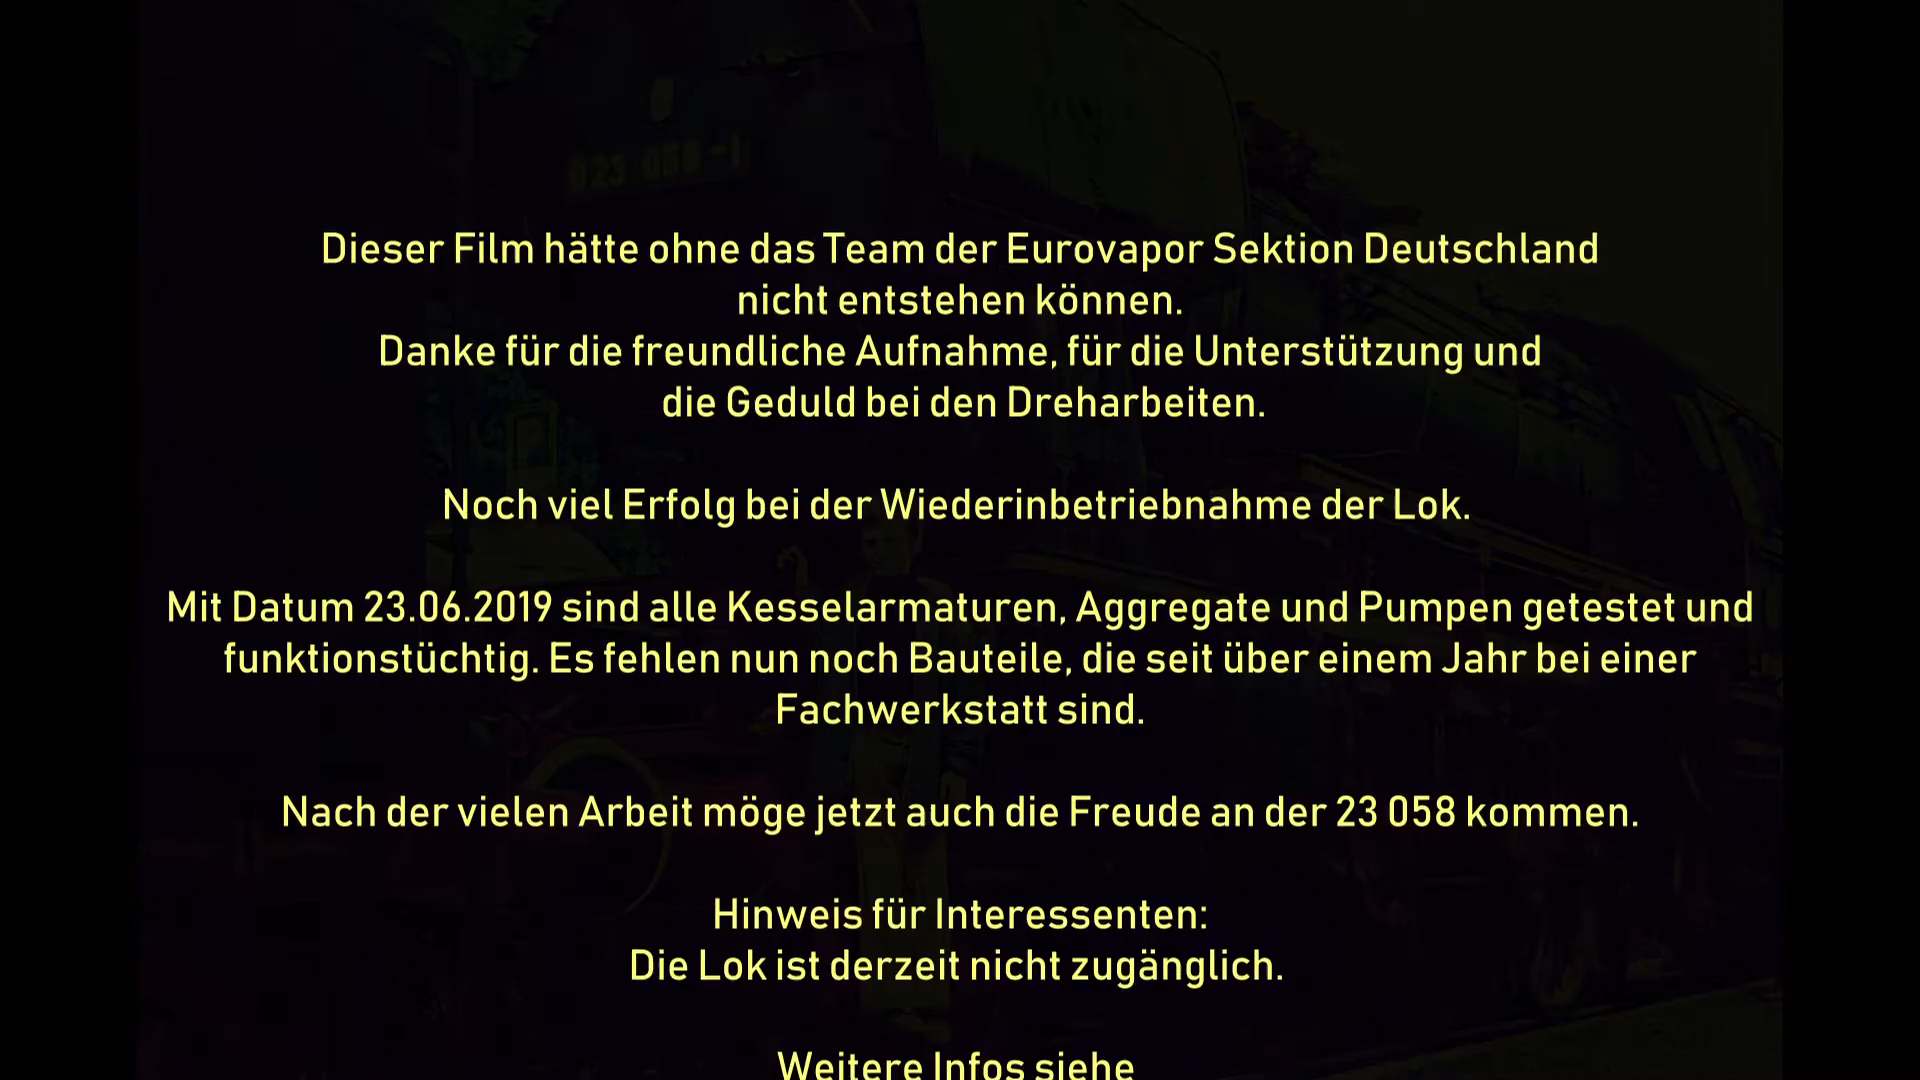 023 058-1
Dieser Film hätte ohne das Team der Eurovapor Sektion Deutschland
nicht entstehen können.
Danke für die freundliche Aufnahme, für die Unterstützung und
die Geduld bei den Dreharbeiten.
Noch viel Erfolg bei der Wiederinbetriebnahme der Lok.
Mit Datum 23.06.2019 sind alle Kesselarmaturen, Aggregate und Pumpen getestet und
funktionstüchtig. Es fehlen nun noch Bauteile, die seit über einem Jahr bei einer
Fachwerkstatt sind.
Nach der vielen Arbeit möge jetzt auch die Freude an der 23 058 kommen.
Hinweis für Interessenten:
Die Lok ist derzeit nicht zugänglich.
Weitere Infos siehe